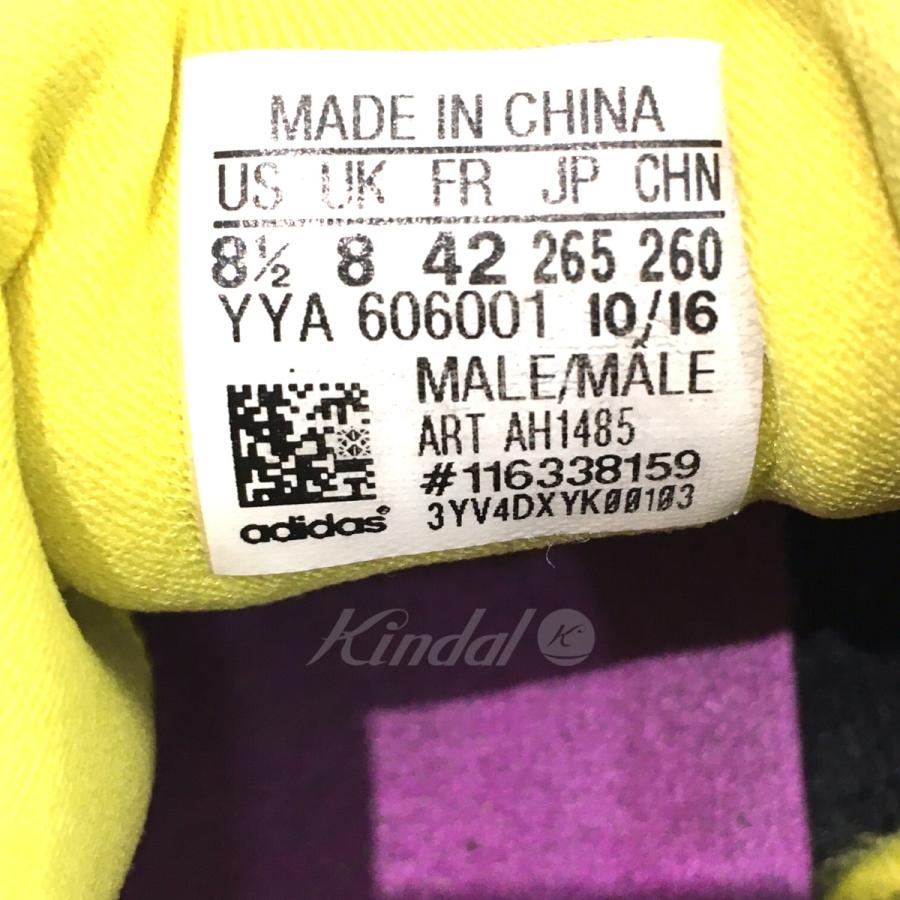 MADE IN CHINA
US UK FR JP CHN
8½ 8 42 265 260
YYA 606001 10/16
MALE/MÂLE
ART AH1485
#116338159
adidas® 3YV4DXYK00103
Kindal K